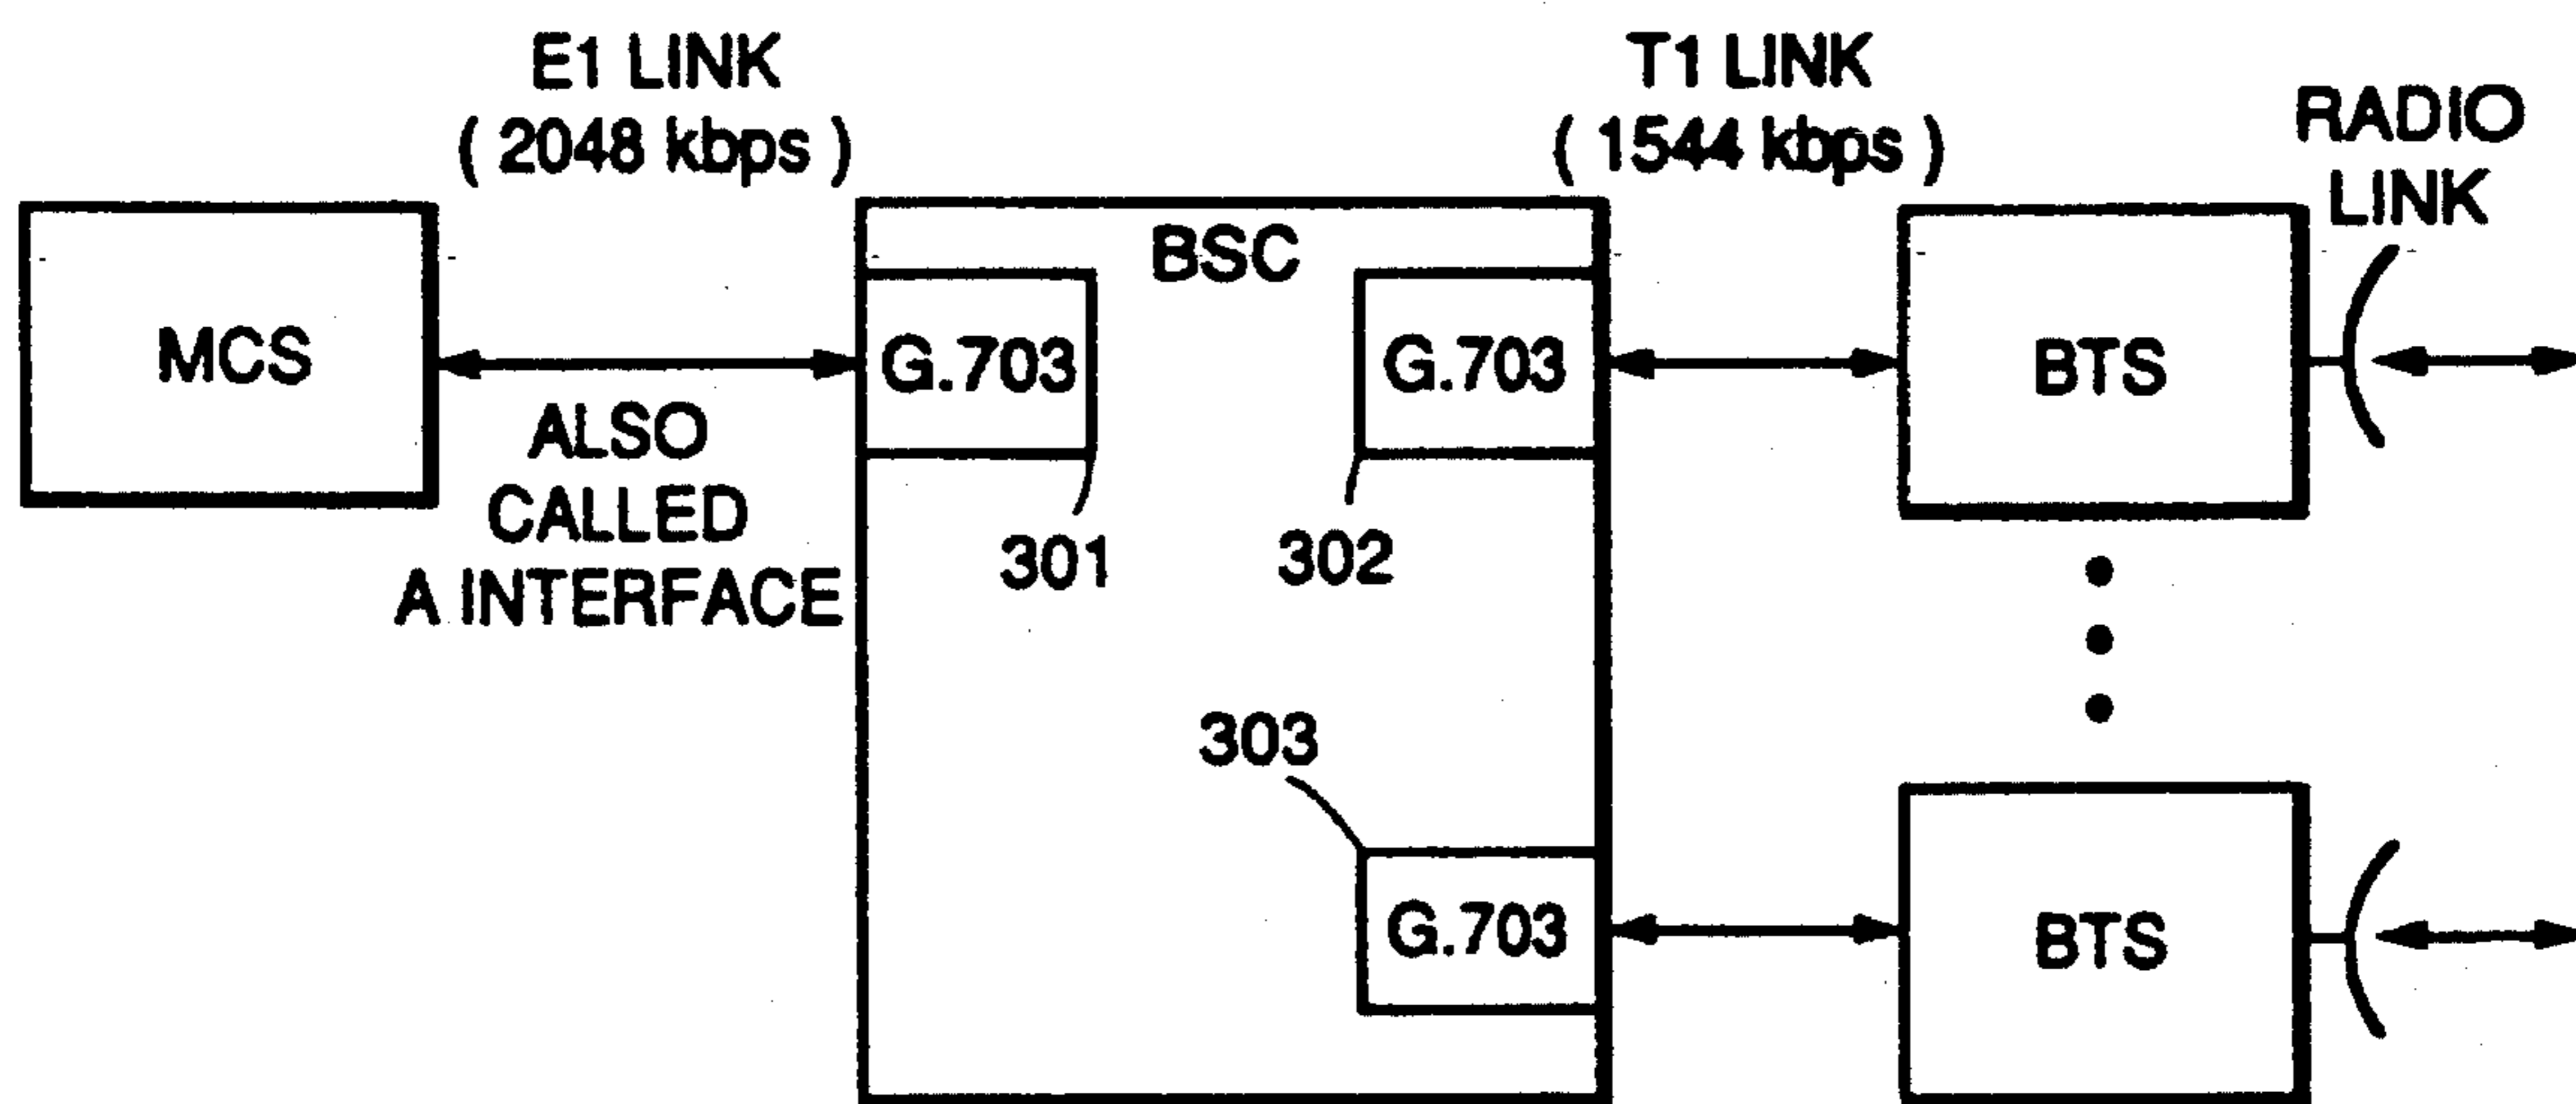 E1 LINK
( 2048 kbps )
T1 LINK
( 1544 kbps )
RADIO
LINK
MCS
ALSO
CALLED
A INTERFACE
BSC
G.703
G.703
301
302
BTS
303
G.703
BTS